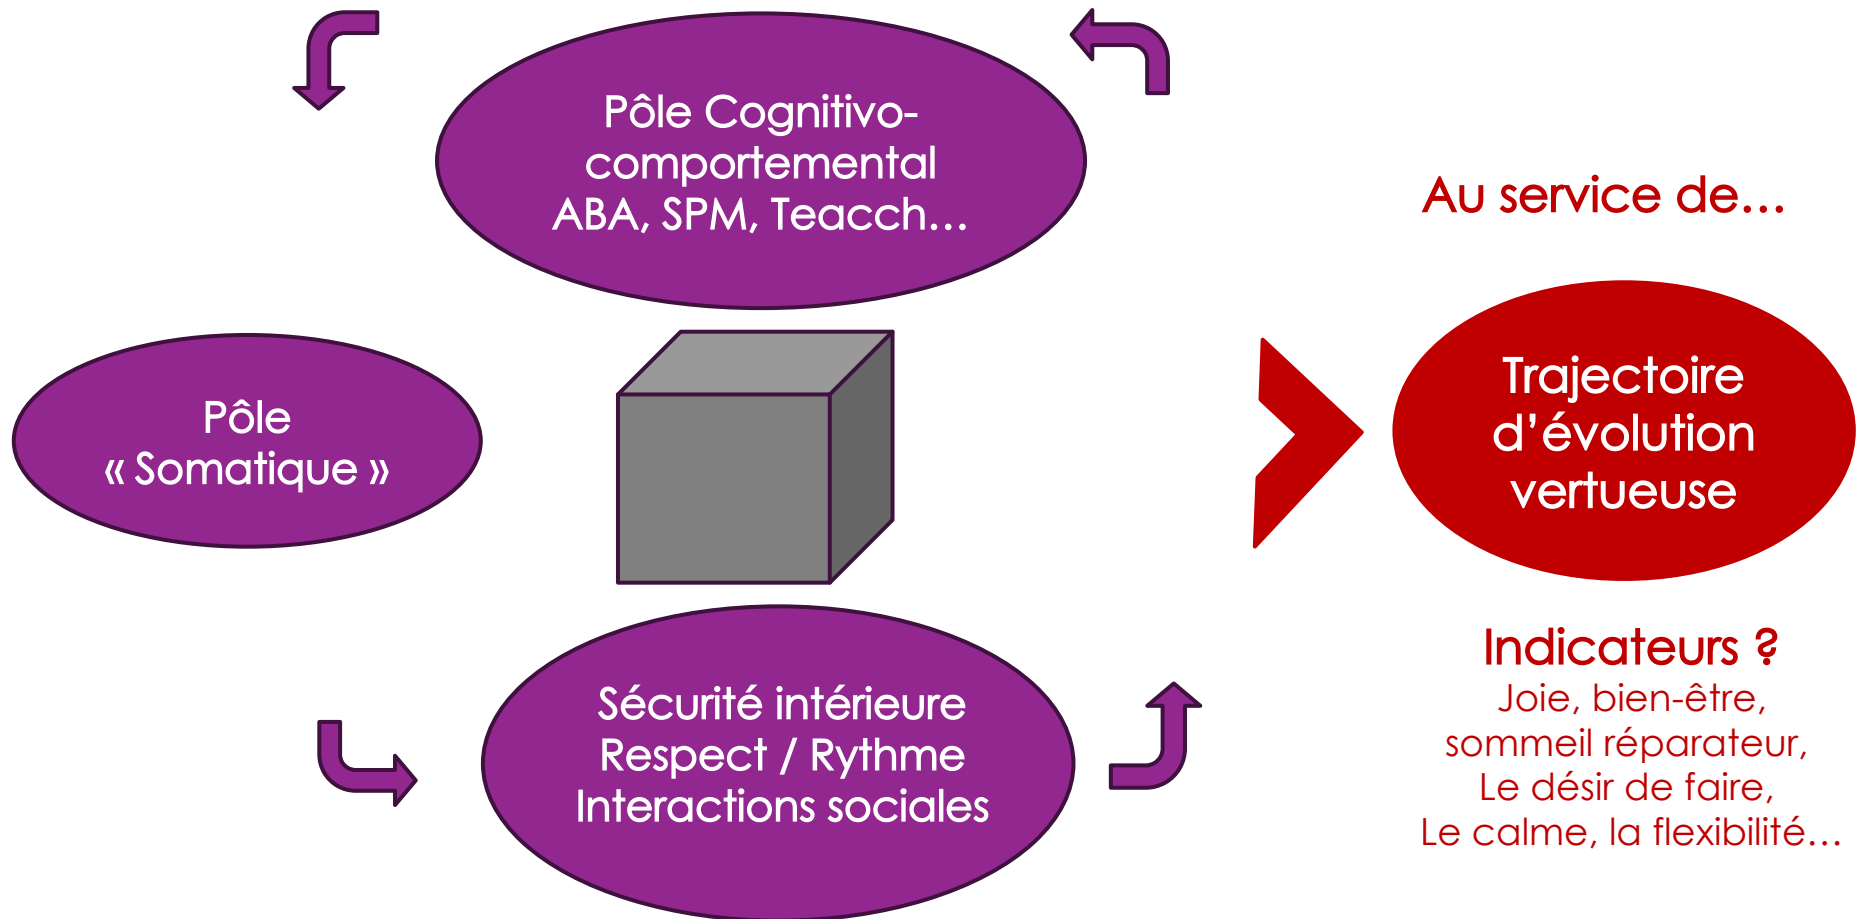 Pôle Cognitivo-
comportemental
ABA, SPM, Teacch…
Au service de…
Pôle
« Somatique »
Trajectoire
d’évolution
vertueuse
Sécurité intérieure
Respect / Rythme
Interactions sociales
Indicateurs ?
Joie, bien-être,
sommeil réparateur,
Le désir de faire,
Le calme, la flexibilité…